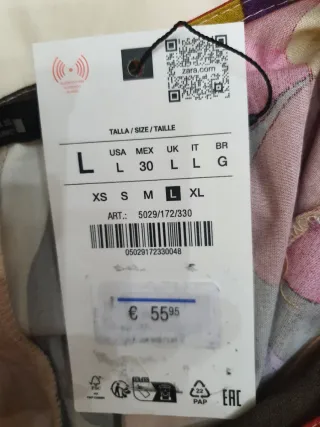 zara.com
TALLA / SIZE / TAILLE
L
USA MEX UK IT BR
L 30 L L G
XS S M L XL
ART.: 5029/172/330
05029172330048
€ 55,95
22
PAP
EAC